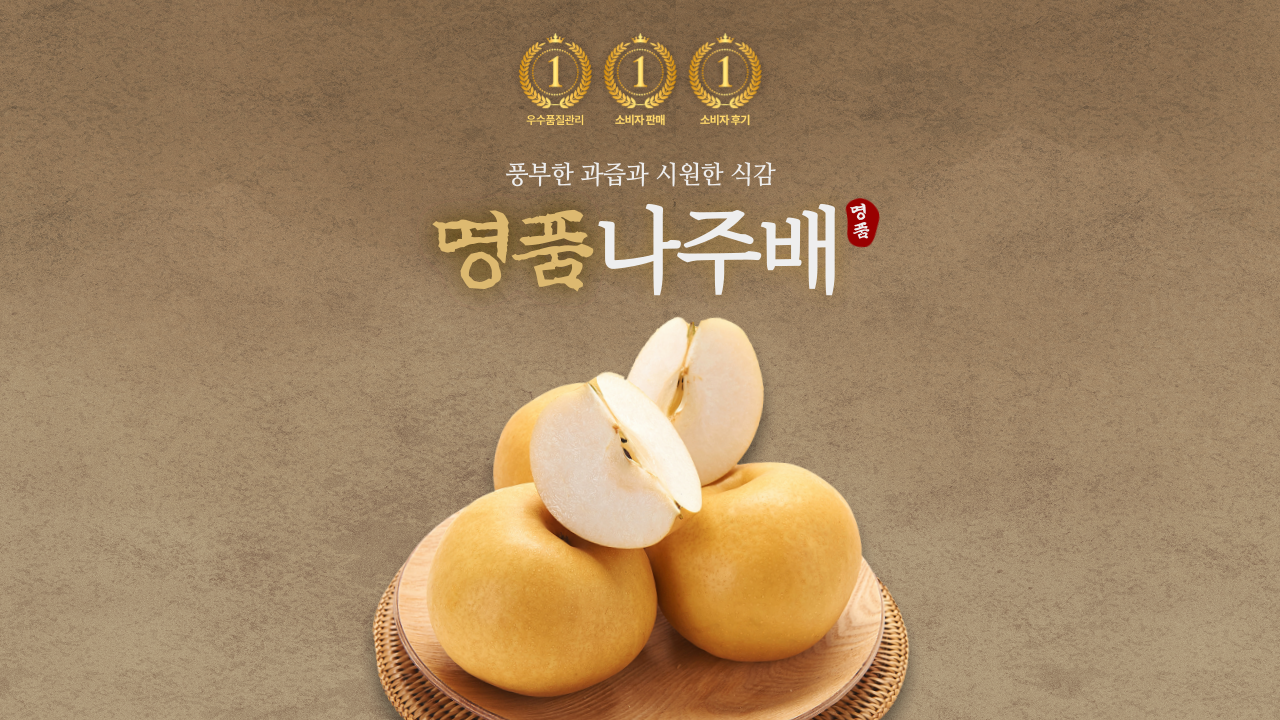 1 1 1
우수품질관리 소비자 판매 소비자 후기
풍부한 과즙과 시원한 식감
명품나주배
명품